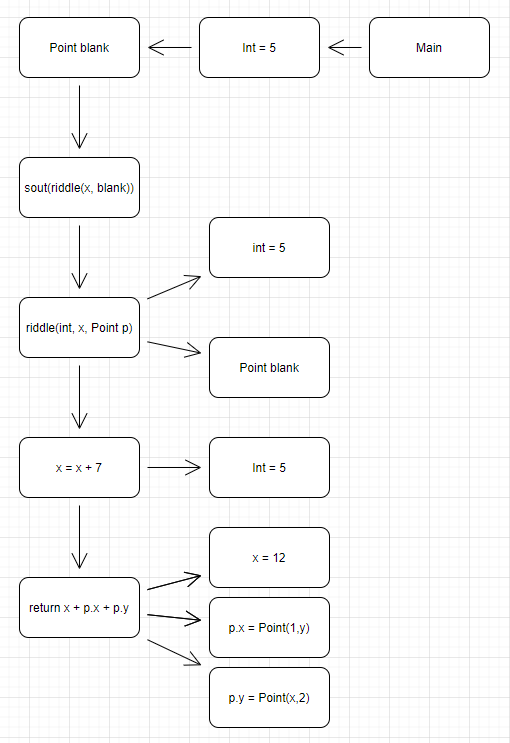 Point blank
Int = 5
Main
sout(riddle(x, blank))
int = 5
riddle(int, x, Point p)
Point blank
x = x + 7
Int = 5
x = 12
return x + p.x + p.y
p.x = Point(1,y)
p.y = Point(x,2)